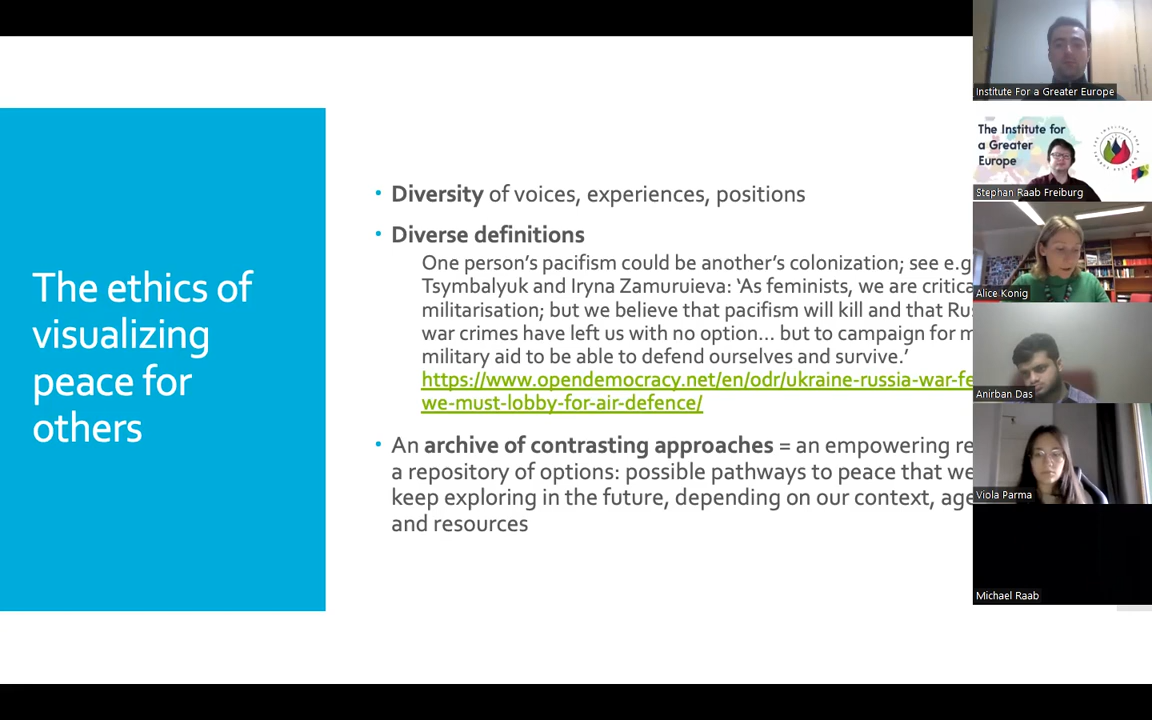 The ethics of
visualizing
peace for
others
• Diversity of voices, experiences, positions
• Diverse definitions
One person's pacifism could be another's colonization; see e.g
Tsymbalyuk and Iryna Zamuruieva: 'As feminists, we are critica
militarisation; but we believe that pacifism will kill and that Rus
war crimes have left us with no option... but to campaign for m
military aid to be able to defend ourselves and survive.'
https://www.opendemocracy.net/en/odr/ukraine-russia-war-fe
we-must-lobby-for-air-defence/
• An archive of contrasting approaches = an empowering re
a repository of options: possible pathways to peace that we
keep exploring in the future, depending on our context, age
and resources
Institute For a Greater Europe
The Institute for
a Greater
Europe
Stephan Raab Freiburg
Alice Konig
Anirban Das
Viola Parma
Michael Raab